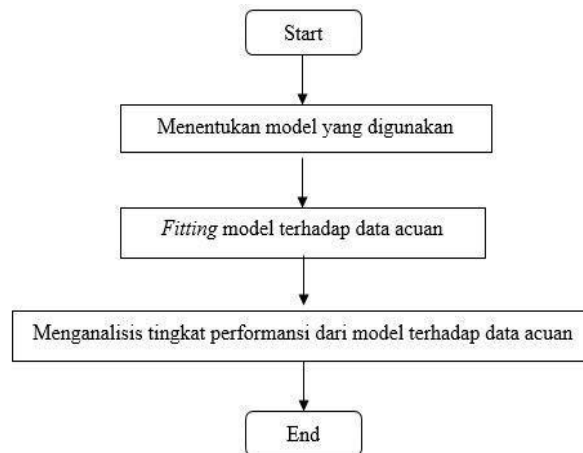 Start
Menentukan model yang digunakan
Fitting model terhadap data acuan
Menganalisis tingkat performansi dari model terhadap data acuan
End